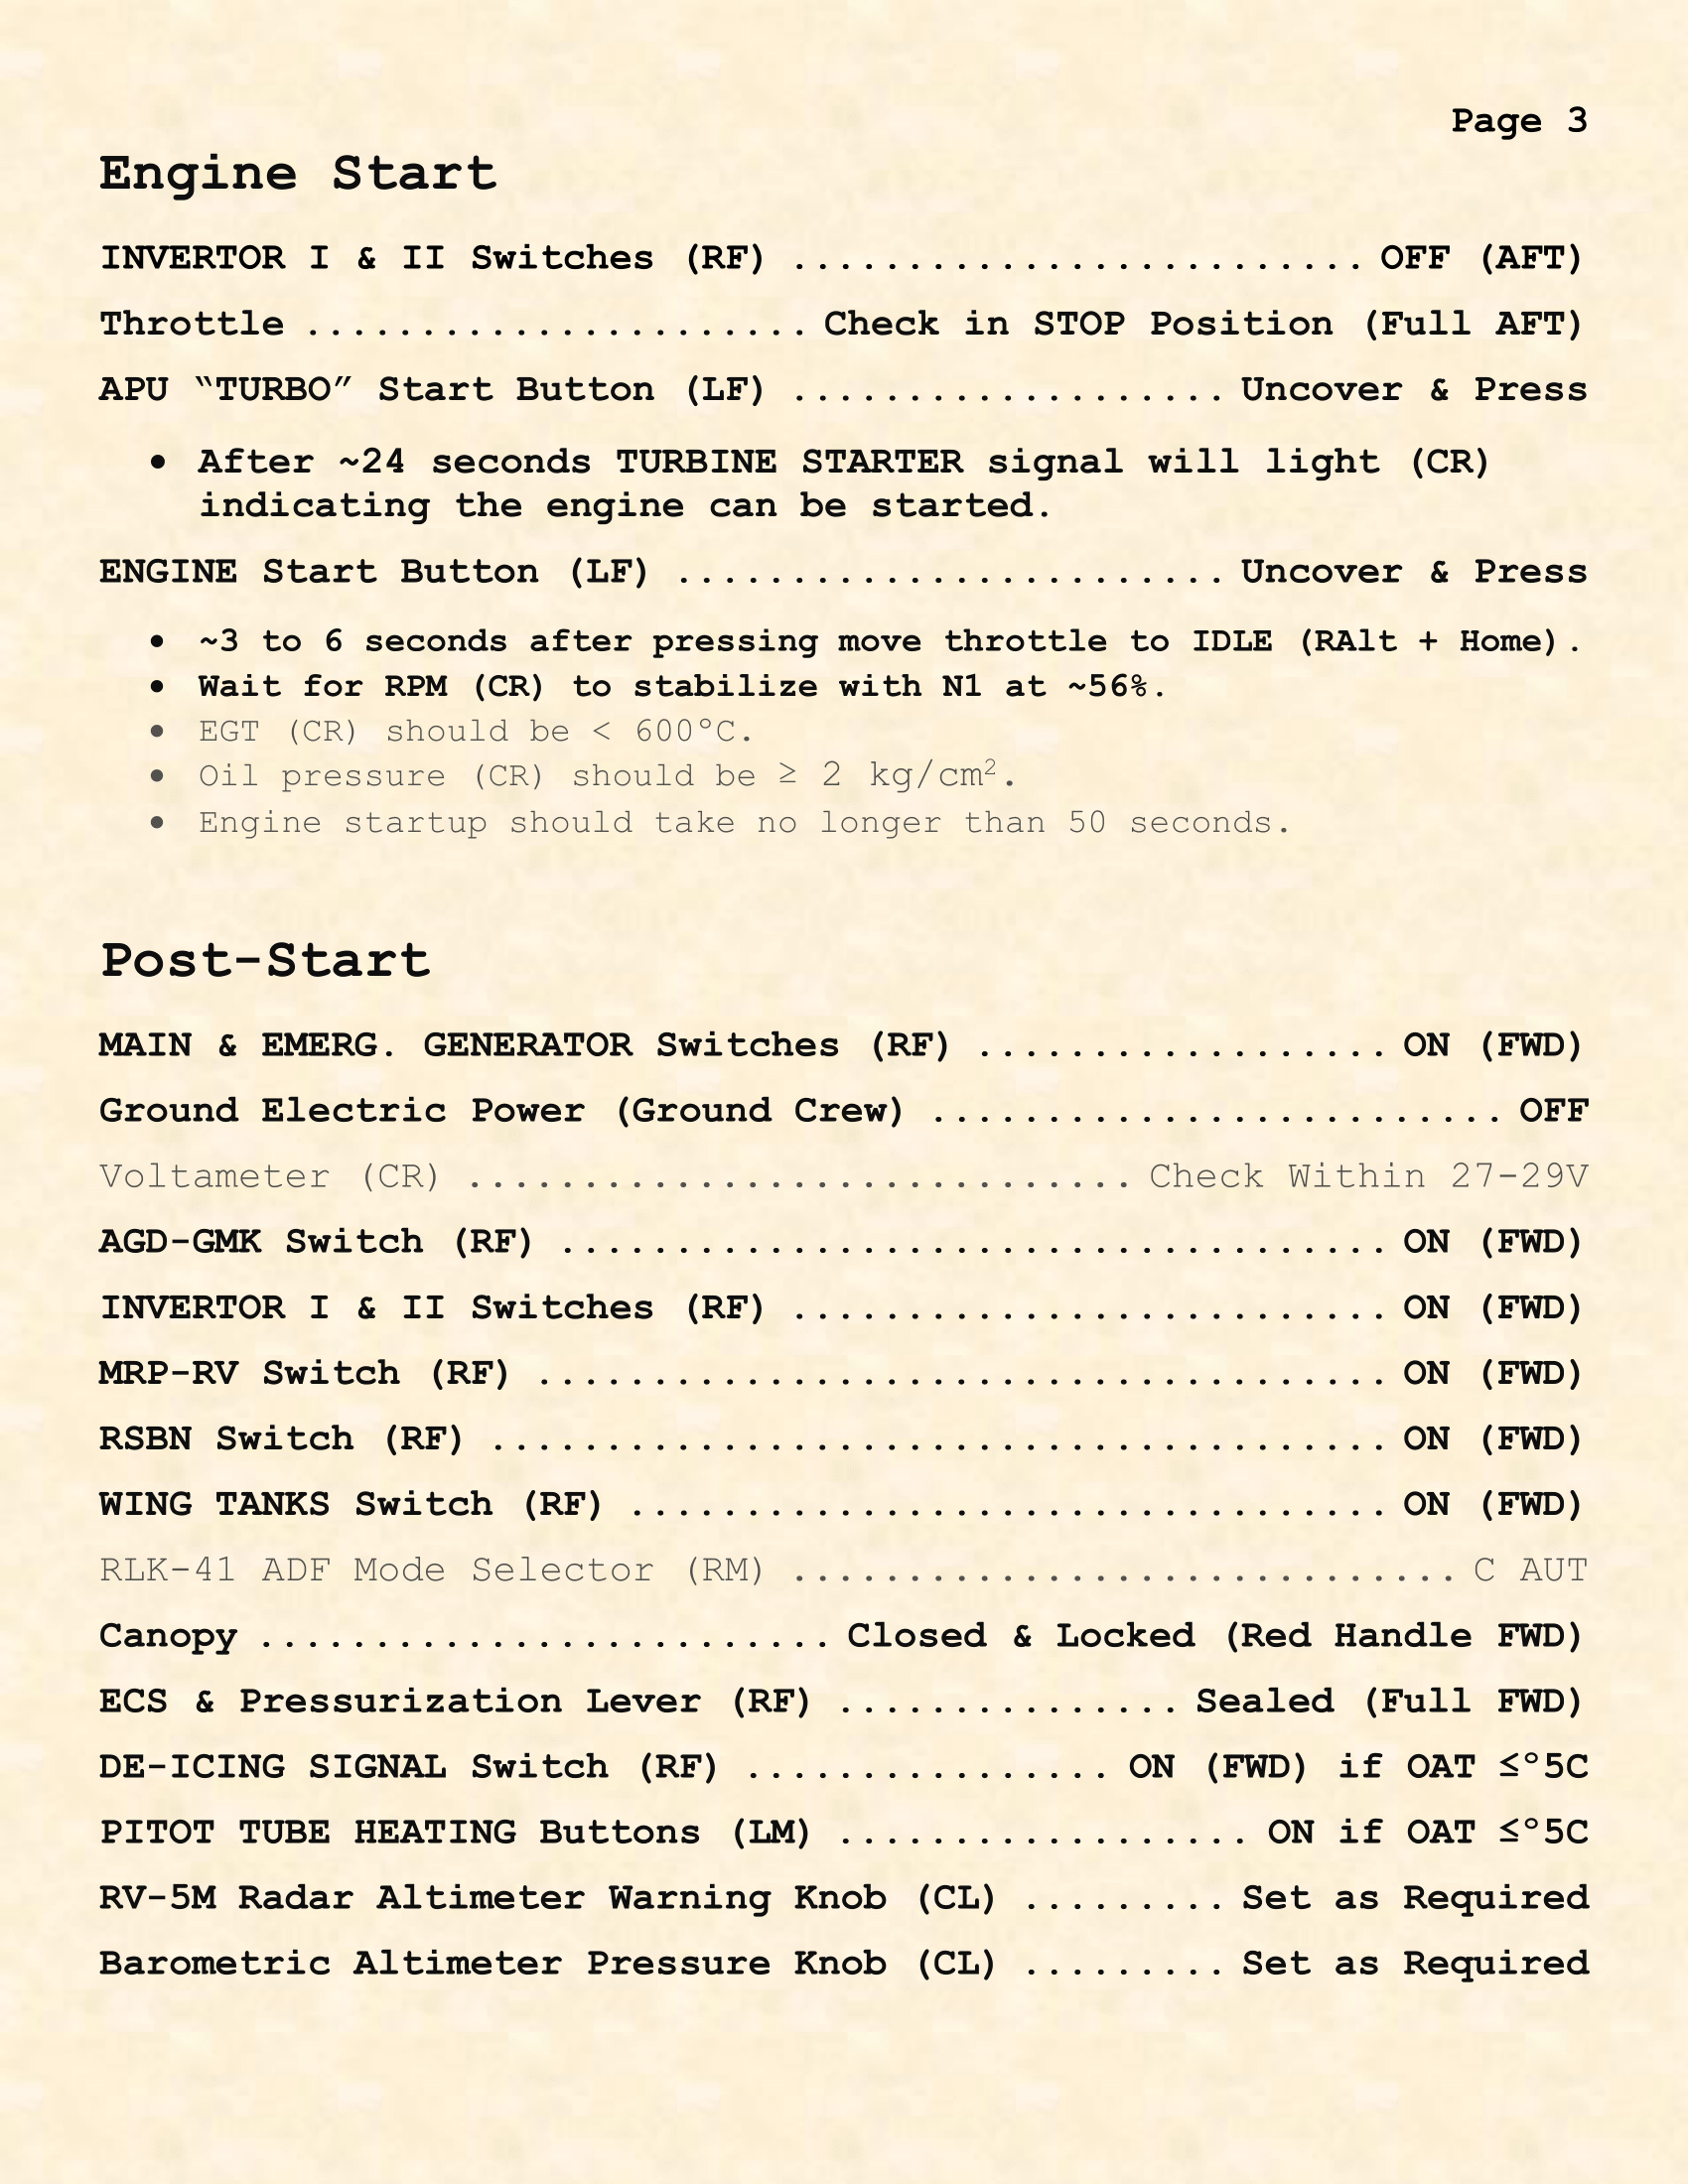 Page 3
Engine Start
INVERTOR I & II Switches (RF) ......................... OFF (AFT)
Throttle ...................... Check in STOP Position (Full AFT)
APU “TURBO” Start Button (LF) ................... Uncover & Press
● After ~24 seconds TURBINE STARTER signal will light (CR)
indicating the engine can be started.
ENGINE Start Button (LF) ........................ Uncover & Press
● ~3 to 6 seconds after pressing move throttle to IDLE (RAlt + Home).
● Wait for RPM (CR) to stabilize with N1 at ~56%.
● EGT (CR) should be < 600°C.
● Oil pressure (CR) should be ≥ 2 kg/cm².
● Engine startup should take no longer than 50 seconds.
Post-Start
MAIN & EMERG. GENERATOR Switches (RF) .................. ON (FWD)
Ground Electric Power (Ground Crew) ......................... OFF
Voltameter (CR) ............................. Check Within 27-29V
AGD-GMK Switch (RF) .................................... ON (FWD)
INVERTOR I & II Switches (RF) .......................... ON (FWD)
MRP-RV Switch (RF) ..................................... ON (FWD)
RSBN Switch (RF) ....................................... ON (FWD)
WING TANKS Switch (RF) ................................. ON (FWD)
RLK-41 ADF Mode Selector (RM) ............................. C AUT
Canopy ......................... Closed & Locked (Red Handle FWD)
ECS & Pressurization Lever (RF) ............... Sealed (Full FWD)
DE-ICING SIGNAL Switch (RF) ................ ON (FWD) if OAT ≤°5C
PITOT TUBE HEATING Buttons (LM) .................. ON if OAT ≤°5C
RV-5M Radar Altimeter Warning Knob (CL) ......... Set as Required
Barometric Altimeter Pressure Knob (CL) ......... Set as Required